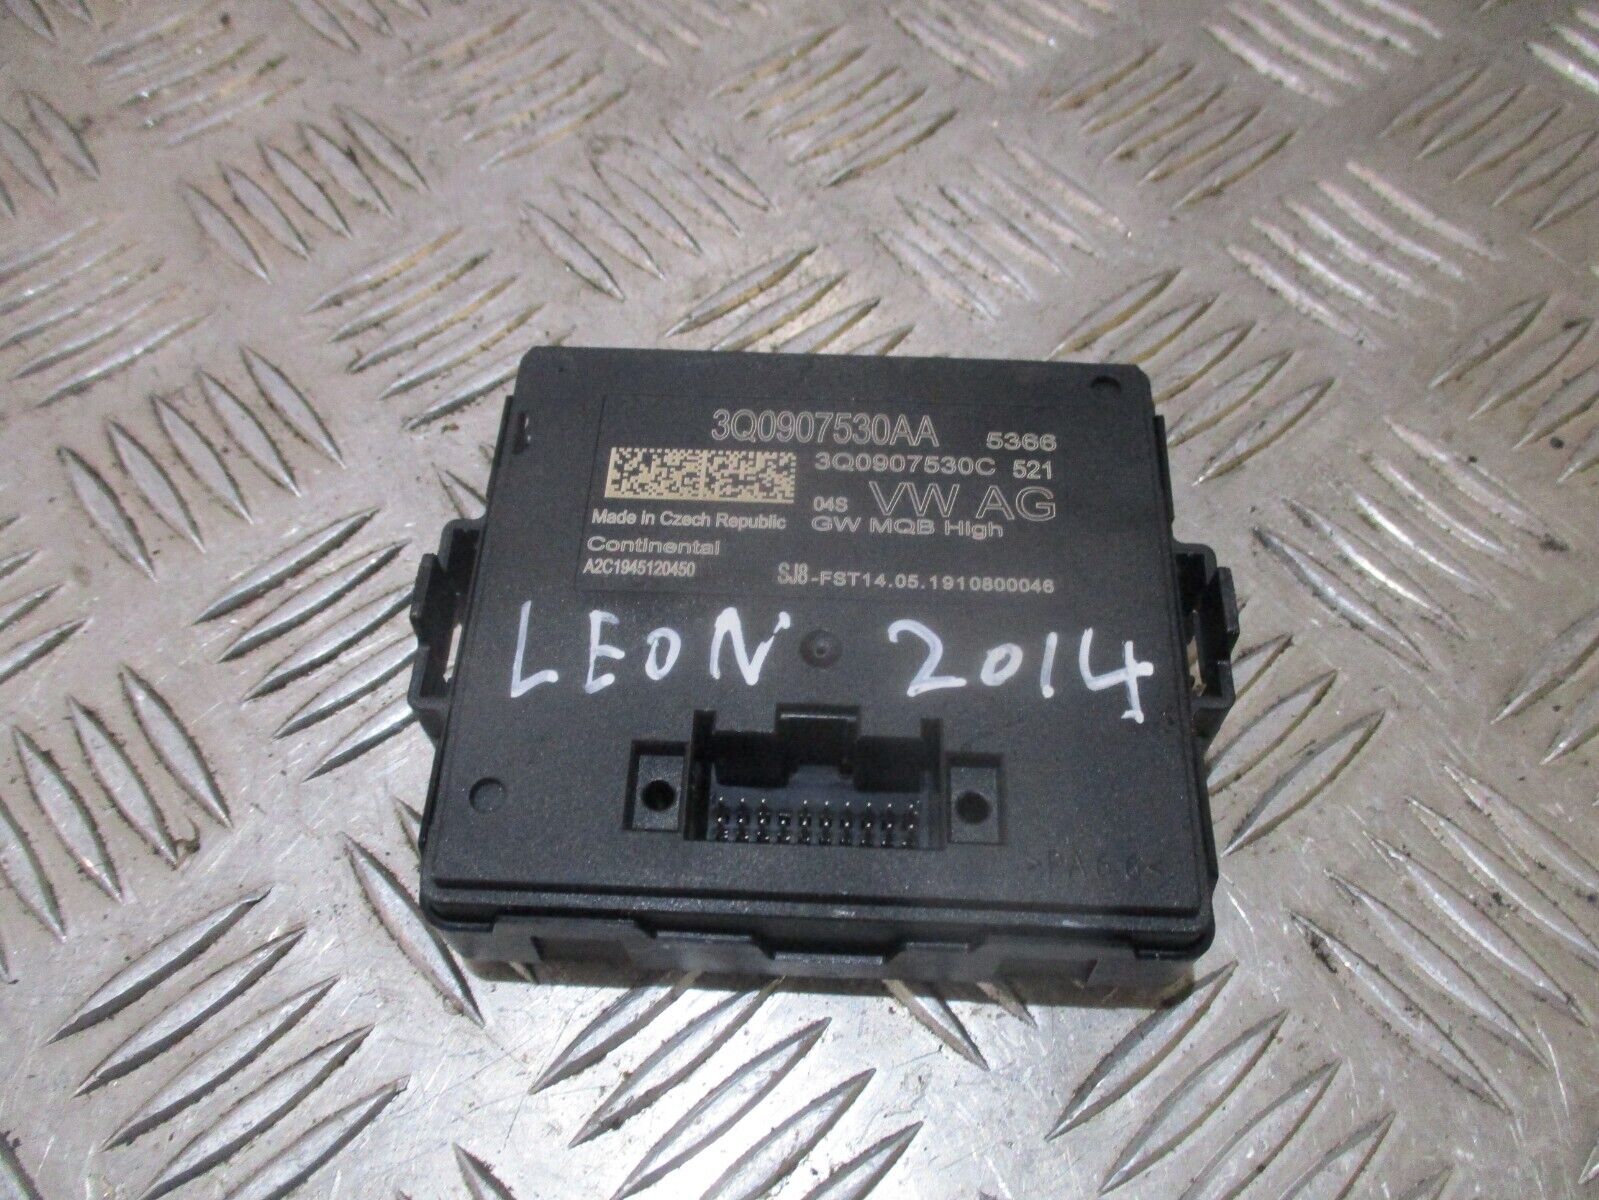 3Q0907530AA 5366
3Q0907530C 521
04S VW AG
Made in Czech Republic GW MQB High
Continental
A2C1945120450 SJ8-FST14.05.1910800046
LEON 2014
>PA66<